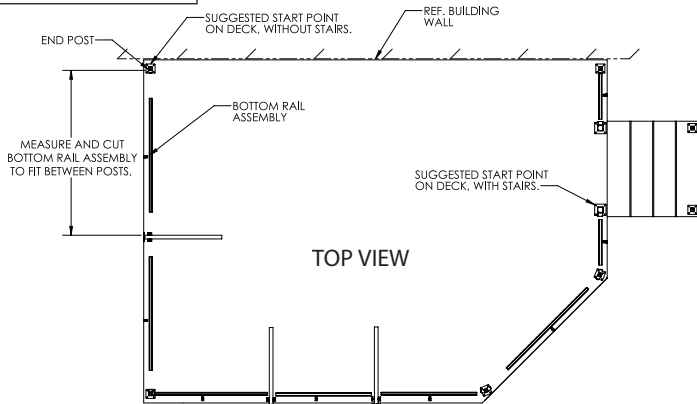 SUGGESTED START POINT
ON DECK, WITHOUT STAIRS.
REF. BUILDING
WALL
END POST
BOTTOM RAIL
ASSEMBLY
MEASURE AND CUT
BOTTOM RAIL ASSEMBLY
TO FIT BETWEEN POSTS.
SUGGESTED START POINT
ON DECK, WITH STAIRS.
TOP VIEW